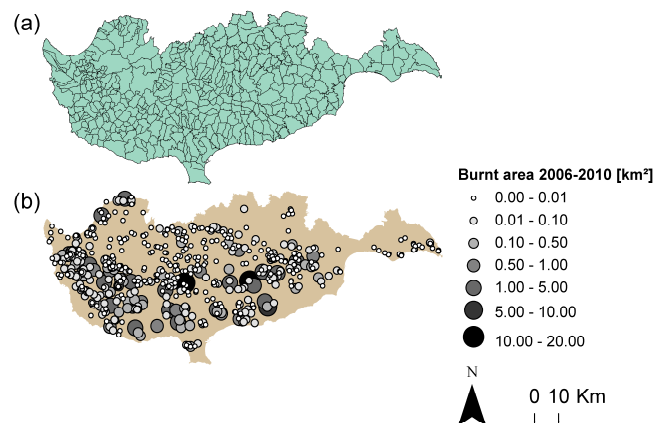 (a)
(b)
Burnt area 2006-2010 [km²]
0.00 - 0.01
0.01 - 0.10
0.10 - 0.50
0.50 - 1.00
1.00 - 5.00
5.00 - 10.00
10.00 - 20.00
N
0 10 Km